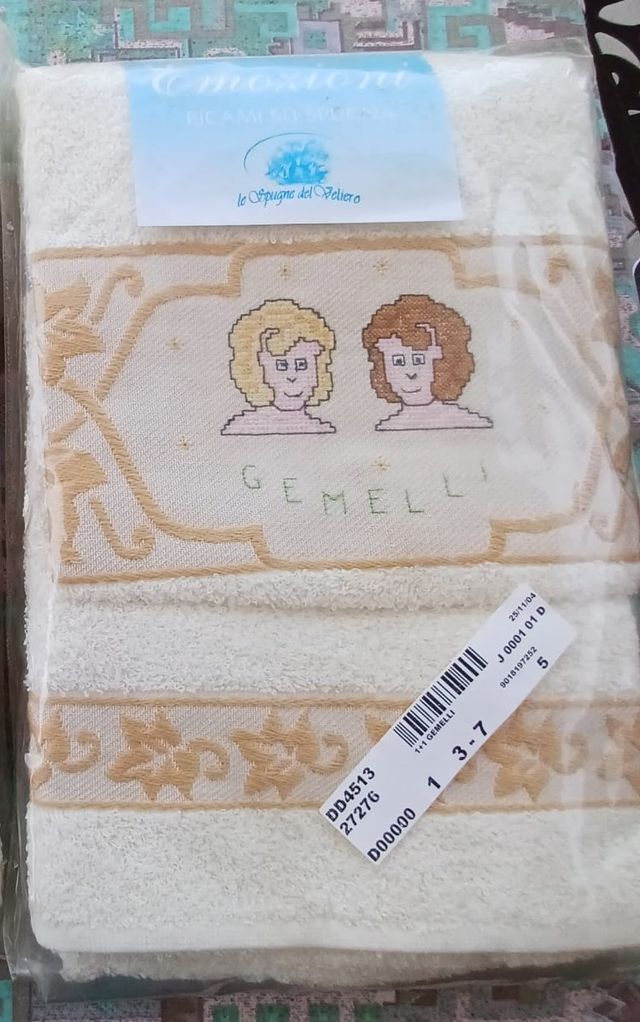 Emozioni
RICAMI SU SPUGNA
le Spugne del Veliero
GEMELLI
25/11/04
J 0001 01 D
9018197252
5
1+1 GEMELLI
3-7
1
DD4513
27276
D00000